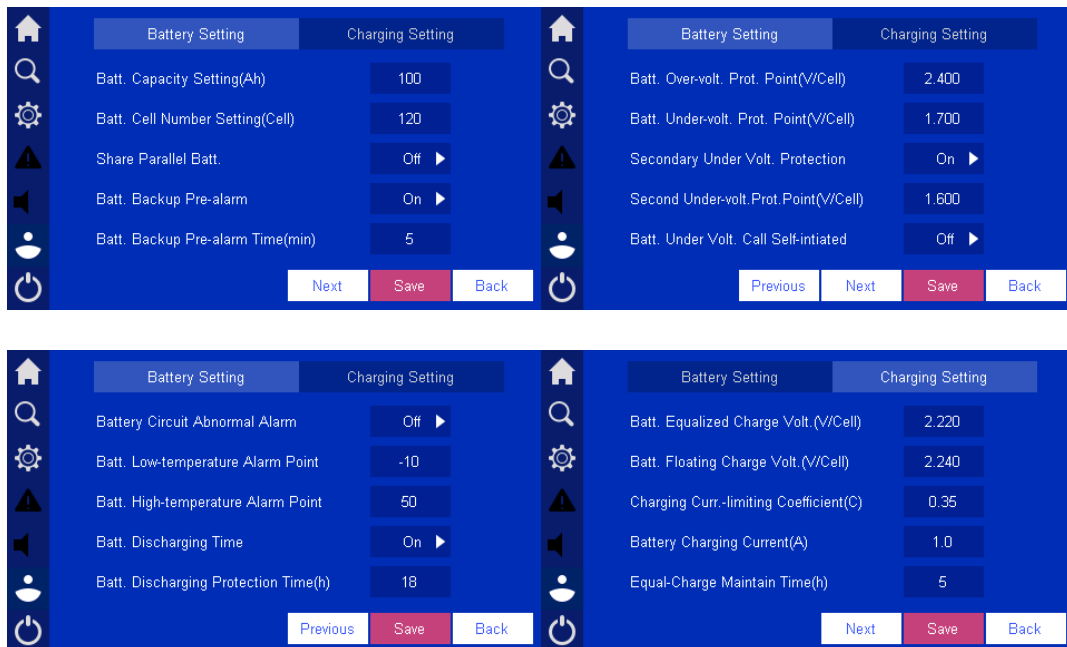 Battery Setting Charging Setting
Batt. Capacity Setting(Ah) 100
Batt. Cell Number Setting(Cell) 120
Share Parallel Batt. Off
Batt. Backup Pre-alarm On
Batt. Backup Pre-alarm Time(min) 5
Next Save Back
Battery Setting Charging Setting
Batt. Over-volt. Prot. Point(V/Cell) 2.400
Batt. Under-volt. Prot. Point(V/Cell) 1.700
Secondary Under Volt. Protection On
Second Under-volt.Prot.Point(V/Cell) 1.600
Batt. Under Volt. Call Self-intiated Off
Previous Next Save Back
Battery Setting Charging Setting
Battery Circuit Abnormal Alarm Off
Batt. Low-temperature Alarm Point -10
Batt. High-temperature Alarm Point 50
Batt. Discharging Time On
Batt. Discharging Protection Time(h) 18
Previous Save Back
Battery Setting Charging Setting
Batt. Equalized Charge Volt.(V/Cell) 2.220
Batt. Floating Charge Volt.(V/Cell) 2.240
Charging Curr.-limiting Coefficient(C) 0.35
Battery Charging Current(A) 1.0
Equal-Charge Maintain Time(h) 5
Next Save Back